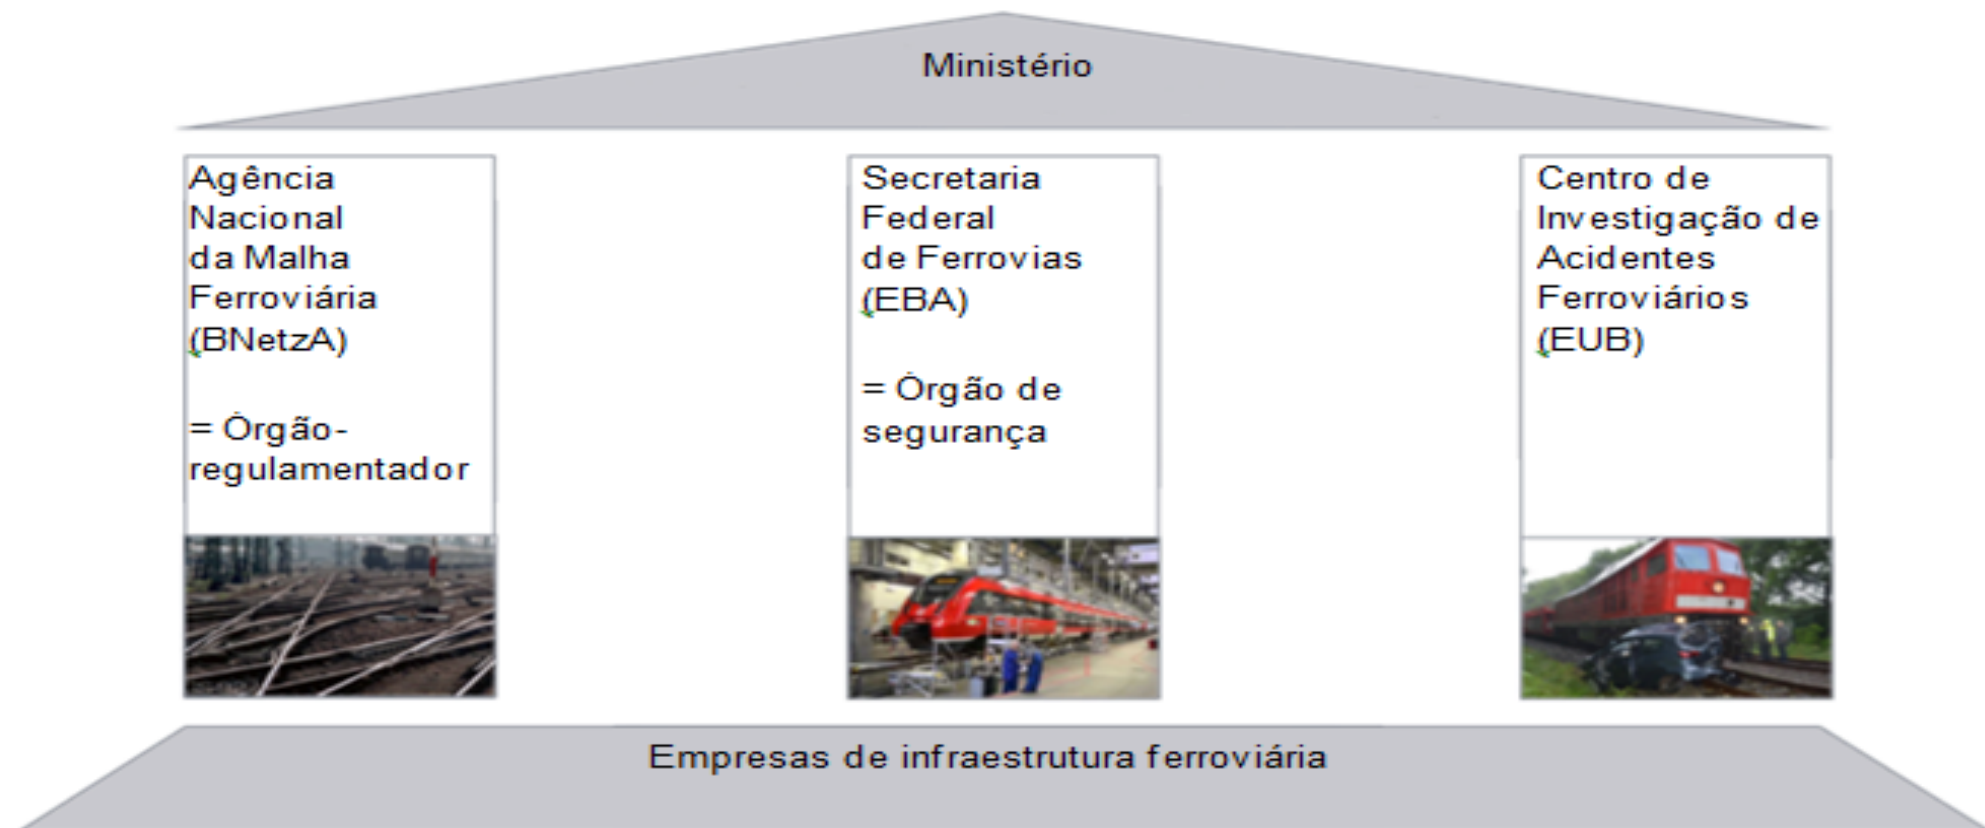 Ministério
Agência
Nacional
da Malha
Ferroviária
(BNetzA)
= Órgão-
regulamentador
Secretaria
Federal
de Ferrovias
(EBA)
= Órgão de
segurança
Centro de
Investigação de
Acidentes
Ferroviários
(EUB)
Empresas de infraestrutura ferroviária